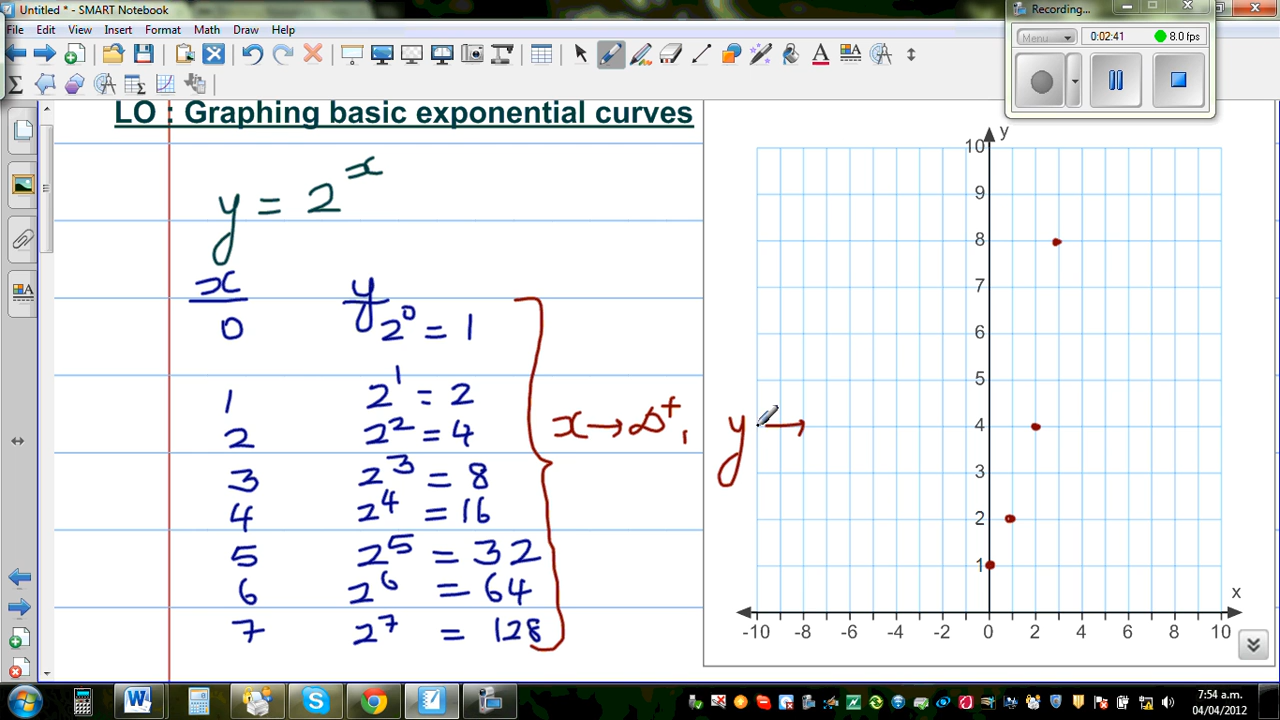 Untitled * - SMART Notebook
Recording...
File Edit View Insert Format Math Draw Help
Menu 0:02:41 8.0 fps
LO : Graphing basic exponential curves
y = 2^x
x y
0 2^0 = 1
1 2^1 = 2
2 2^2 = 4
3 2^3 = 8
4 2^4 = 16
5 2^5 = 32
6 2^6 = 64
7 2^7 = 128
x → ∞^+, y →
y
10
9
8
7
6
5
4
3
2
1
x
-10 -8 -6 -4 -2 0 2 4 6 8 10
7:54 a.m.
04/04/2012